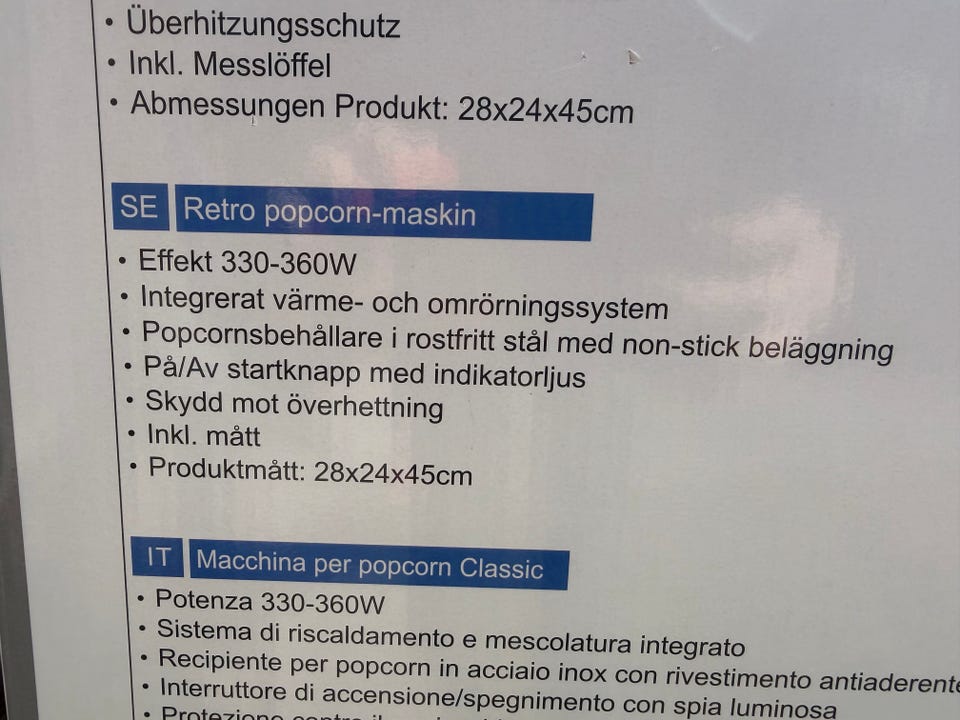 • Überhitzungsschutz
• Inkl. Messlöffel
• Abmessungen Produkt: 28x24x45cm
SE Retro popcorn-maskin
• Effekt 330-360W
• Integrerat värme- och omrörningssystem
• Popcornsbehållare i rostfritt stål med non-stick beläggning
• På/Av startknapp med indikatorljus
• Skydd mot överhettning
• Inkl. mått
• Produktmått: 28x24x45cm
IT Macchina per popcorn Classic
• Potenza 330-360W
• Sistema di riscaldamento e mescolatura integrato
• Recipiente per popcorn in acciaio inox con rivestimento antiaderente
• Interruttore di accensione/spegnimento con spia luminosa
• Protezione contro il